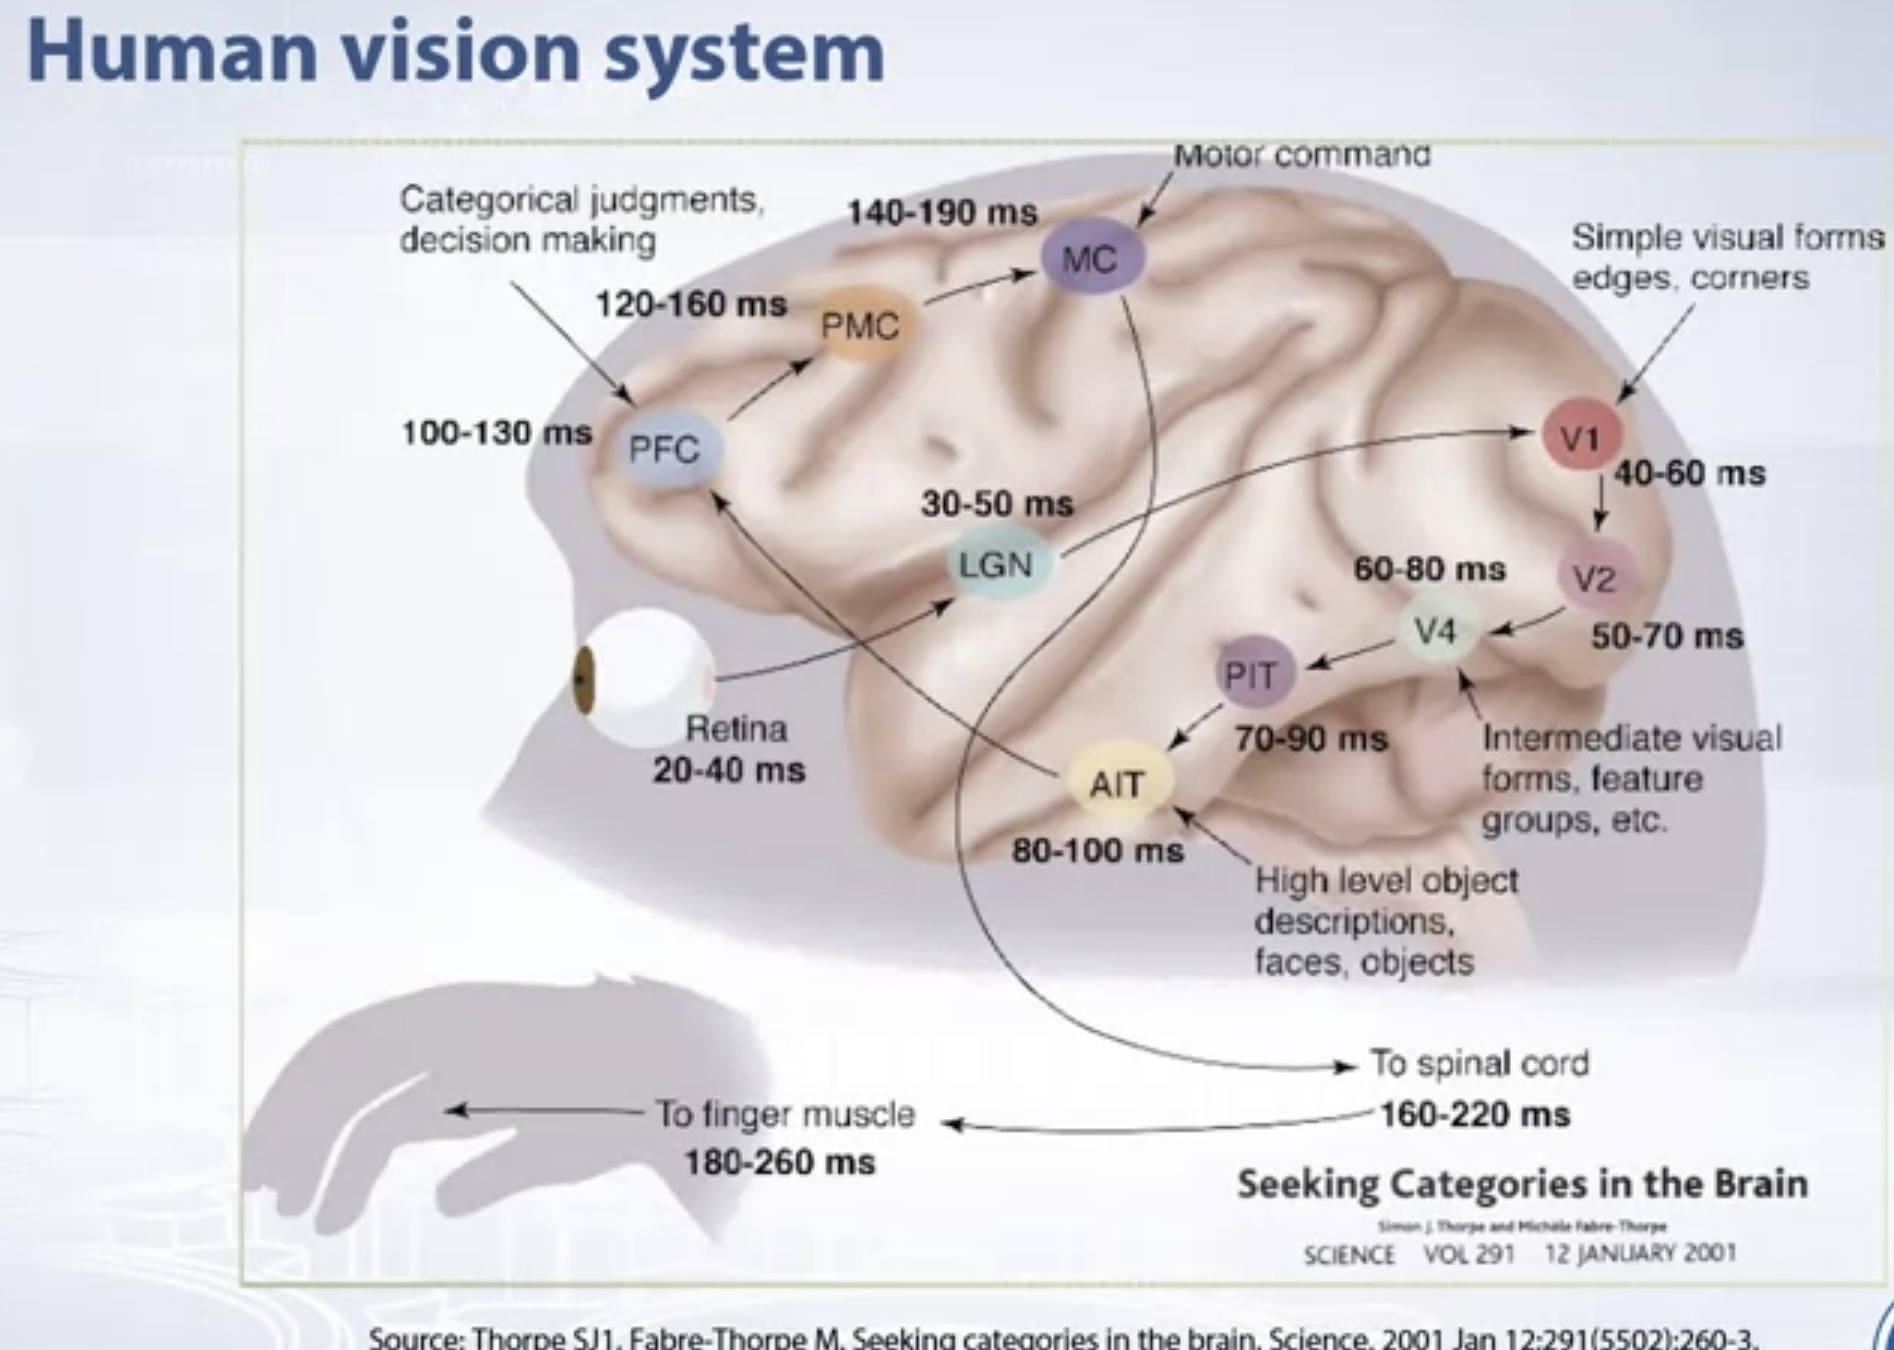 Human vision system
Motor command
Categorical judgments,
decision making
140-190 ms
MC
Simple visual forms
edges, corners
120-160 ms
PMC
100-130 ms
PFC
V1
40-60 ms
30-50 ms
LGN
60-80 ms
V2
V4
50-70 ms
PIT
Retina
20-40 ms
70-90 ms
Intermediate visual
forms, feature
groups, etc.
AIT
80-100 ms
High level object
descriptions,
faces, objects
To spinal cord
160-220 ms
To finger muscle
180-260 ms
Seeking Categories in the Brain
Simon J. Thorpe and Michèle Fabre-Thorpe
SCIENCE VOL 291 12 JANUARY 2001
Source: Thorpe SJ1, Fabre-Thorpe M. Seeking categories in the brain. Science. 2001 Jan 12;291(5502):260-3.